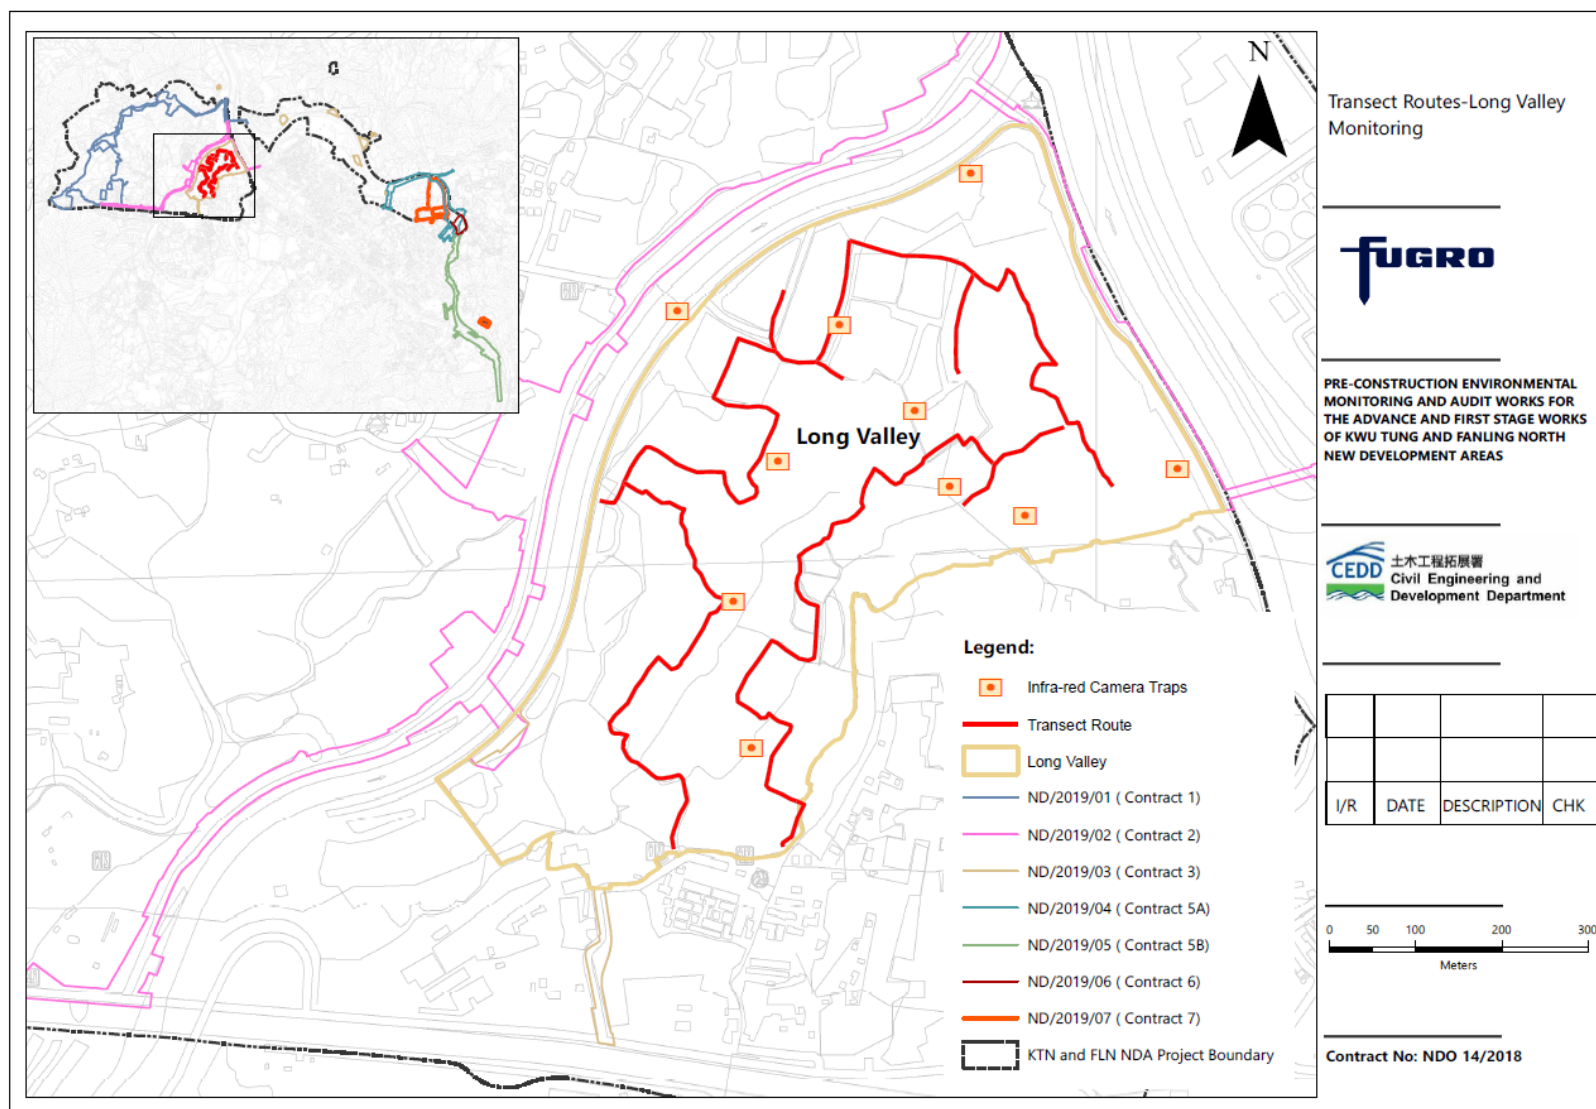 N
Long Valley
Legend:
Infra-red Camera Traps
Transect Route
Long Valley
ND/2019/01 ( Contract 1)
ND/2019/02 ( Contract 2)
ND/2019/03 ( Contract 3)
ND/2019/04 ( Contract 5A)
ND/2019/05 ( Contract 5B)
ND/2019/06 ( Contract 6)
ND/2019/07 ( Contract 7)
KTN and FLN NDA Project Boundary
Transect Routes-Long Valley
Monitoring
FUGRO
PRE-CONSTRUCTION ENVIRONMENTAL
MONITORING AND AUDIT WORKS FOR
THE ADVANCE AND FIRST STAGE WORKS
OF KWU TUNG AND FANLING NORTH
NEW DEVELOPMENT AREAS
CEDD
土木工程拓展署
Civil Engineering and
Development Department
I/R DATE DESCRIPTION CHK
0 50 100 200 300
Meters
Contract No: NDO 14/2018